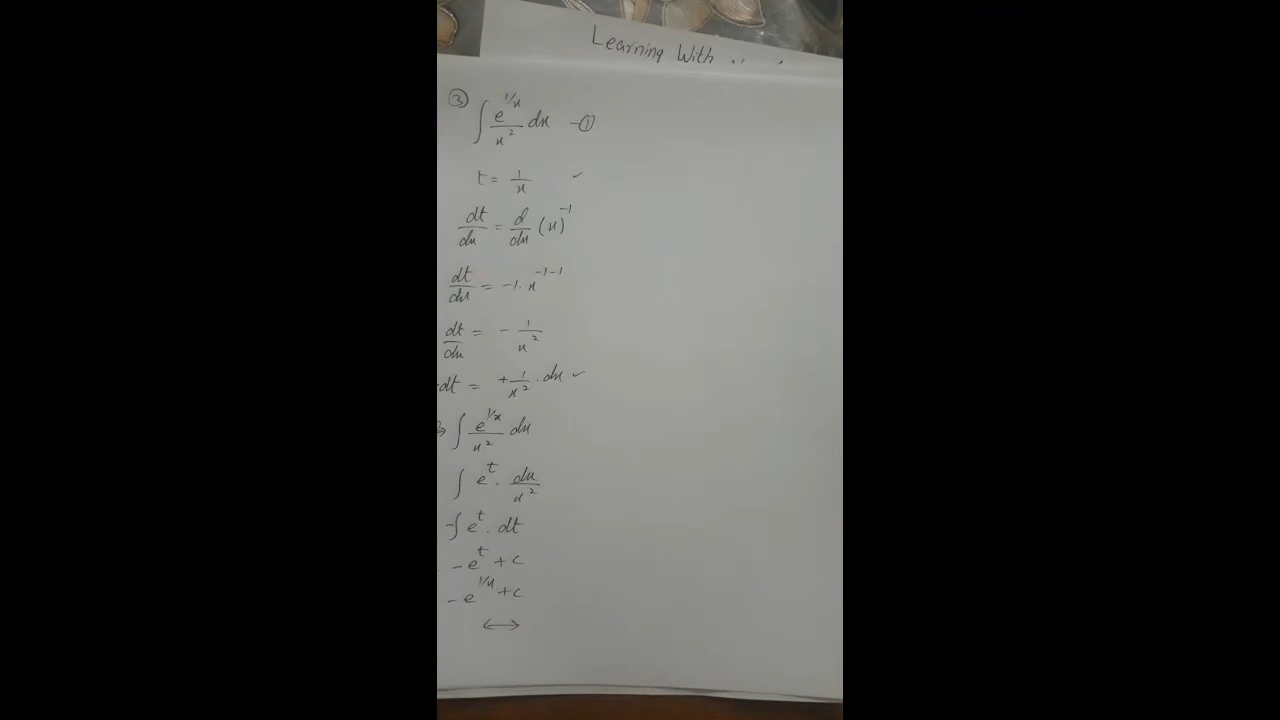 Learning With
③
∫ e^{1/x}/x² dx -①
t = 1/x ✓
dt/dx = d/dx (x)^{-1}
dt/dx = -1·x^{-1-1}
dt/dx = - 1/x²
-dt = +1/x² · dx ✓
⇒ ∫ e^{1/x}/x² dx
∫ e^t · dx/x²
-∫ e^t · dt
-e^t + c
-e^{1/x} + c
↔